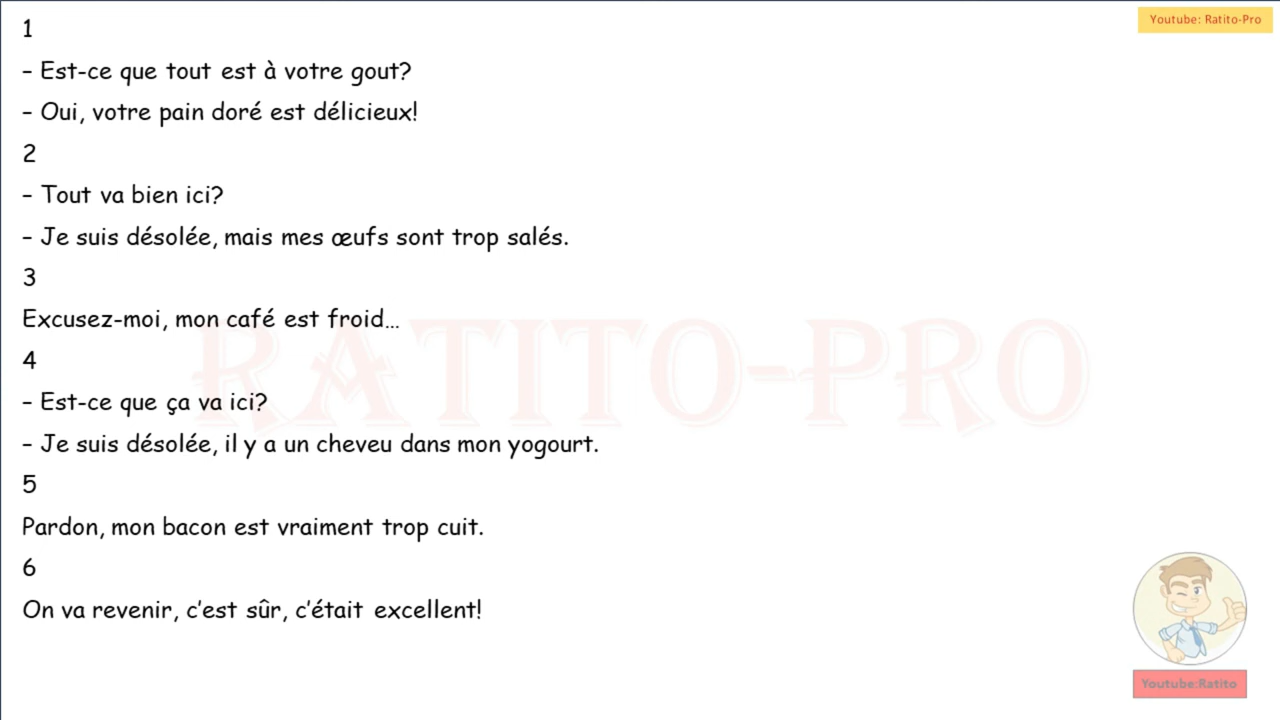 Youtube: Ratito-Pro
1
– Est-ce que tout est à votre gout?
– Oui, votre pain doré est délicieux!
2
– Tout va bien ici?
– Je suis désolée, mais mes œufs sont trop salés.
3
Excusez-moi, mon café est froid…
RATITO-PRO
4
– Est-ce que ça va ici?
– Je suis désolée, il y a un cheveu dans mon yogourt.
5
Pardon, mon bacon est vraiment trop cuit.
6
On va revenir, c'est sûr, c'était excellent!
Youtube:Ratito